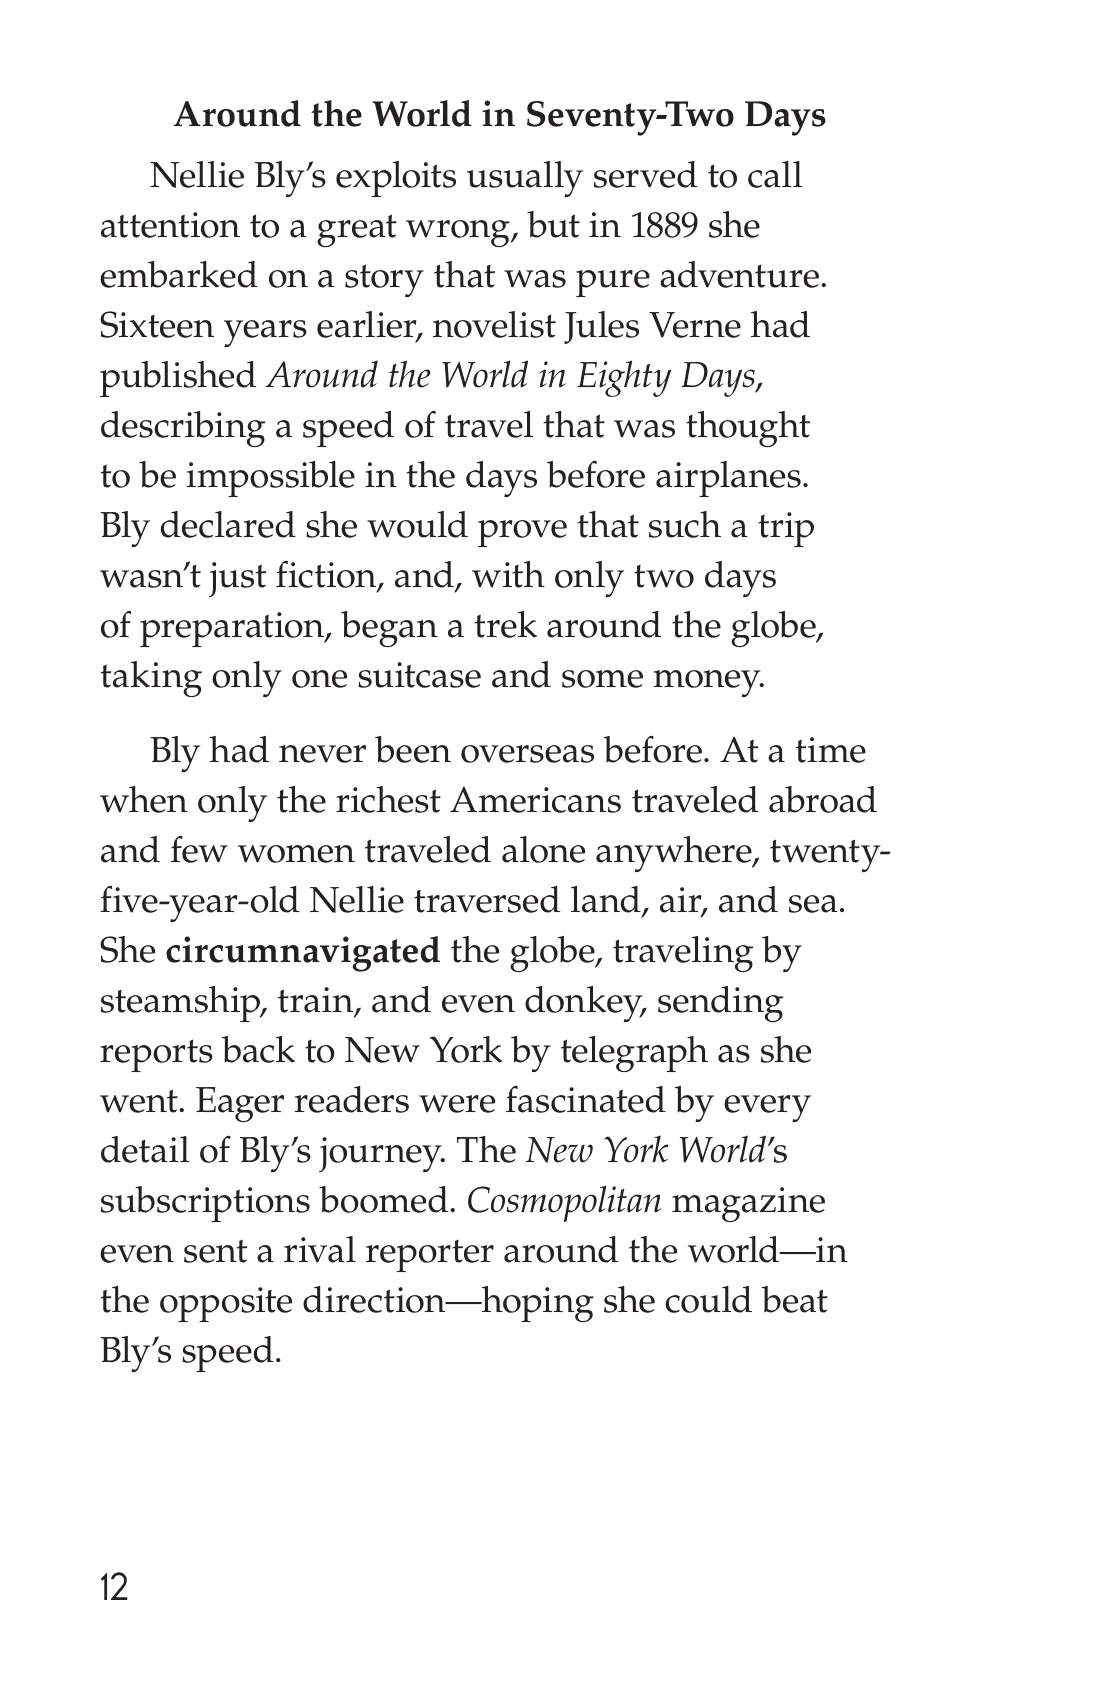 Around the World in Seventy-Two Days
Nellie Bly’s exploits usually served to call
attention to a great wrong, but in 1889 she
embarked on a story that was pure adventure.
Sixteen years earlier, novelist Jules Verne had
published Around the World in Eighty Days,
describing a speed of travel that was thought
to be impossible in the days before airplanes.
Bly declared she would prove that such a trip
wasn’t just fiction, and, with only two days
of preparation, began a trek around the globe,
taking only one suitcase and some money.
Bly had never been overseas before. At a time
when only the richest Americans traveled abroad
and few women traveled alone anywhere, twenty-
five-year-old Nellie traversed land, air, and sea.
She circumnavigated the globe, traveling by
steamship, train, and even donkey, sending
reports back to New York by telegraph as she
went. Eager readers were fascinated by every
detail of Bly’s journey. The New York World’s
subscriptions boomed. Cosmopolitan magazine
even sent a rival reporter around the world—in
the opposite direction—hoping she could beat
Bly’s speed.
12